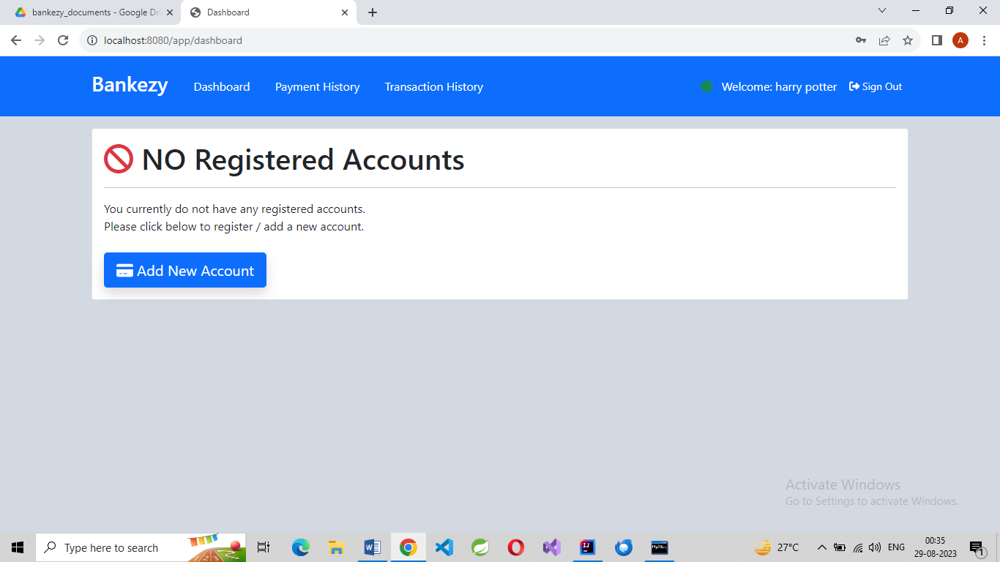 bankezy_documents - Google Dr
Dashboard
localhost:8080/app/dashboard
A
Bankezy
Dashboard
Payment History
Transaction History
Welcome: harry potter
Sign Out
NO Registered Accounts
You currently do not have any registered accounts.
Please click below to register / add a new account.
Add New Account
Activate Windows
Go to Settings to activate Windows.
Type here to search
27°C
ENG
00:35
29-08-2023
1